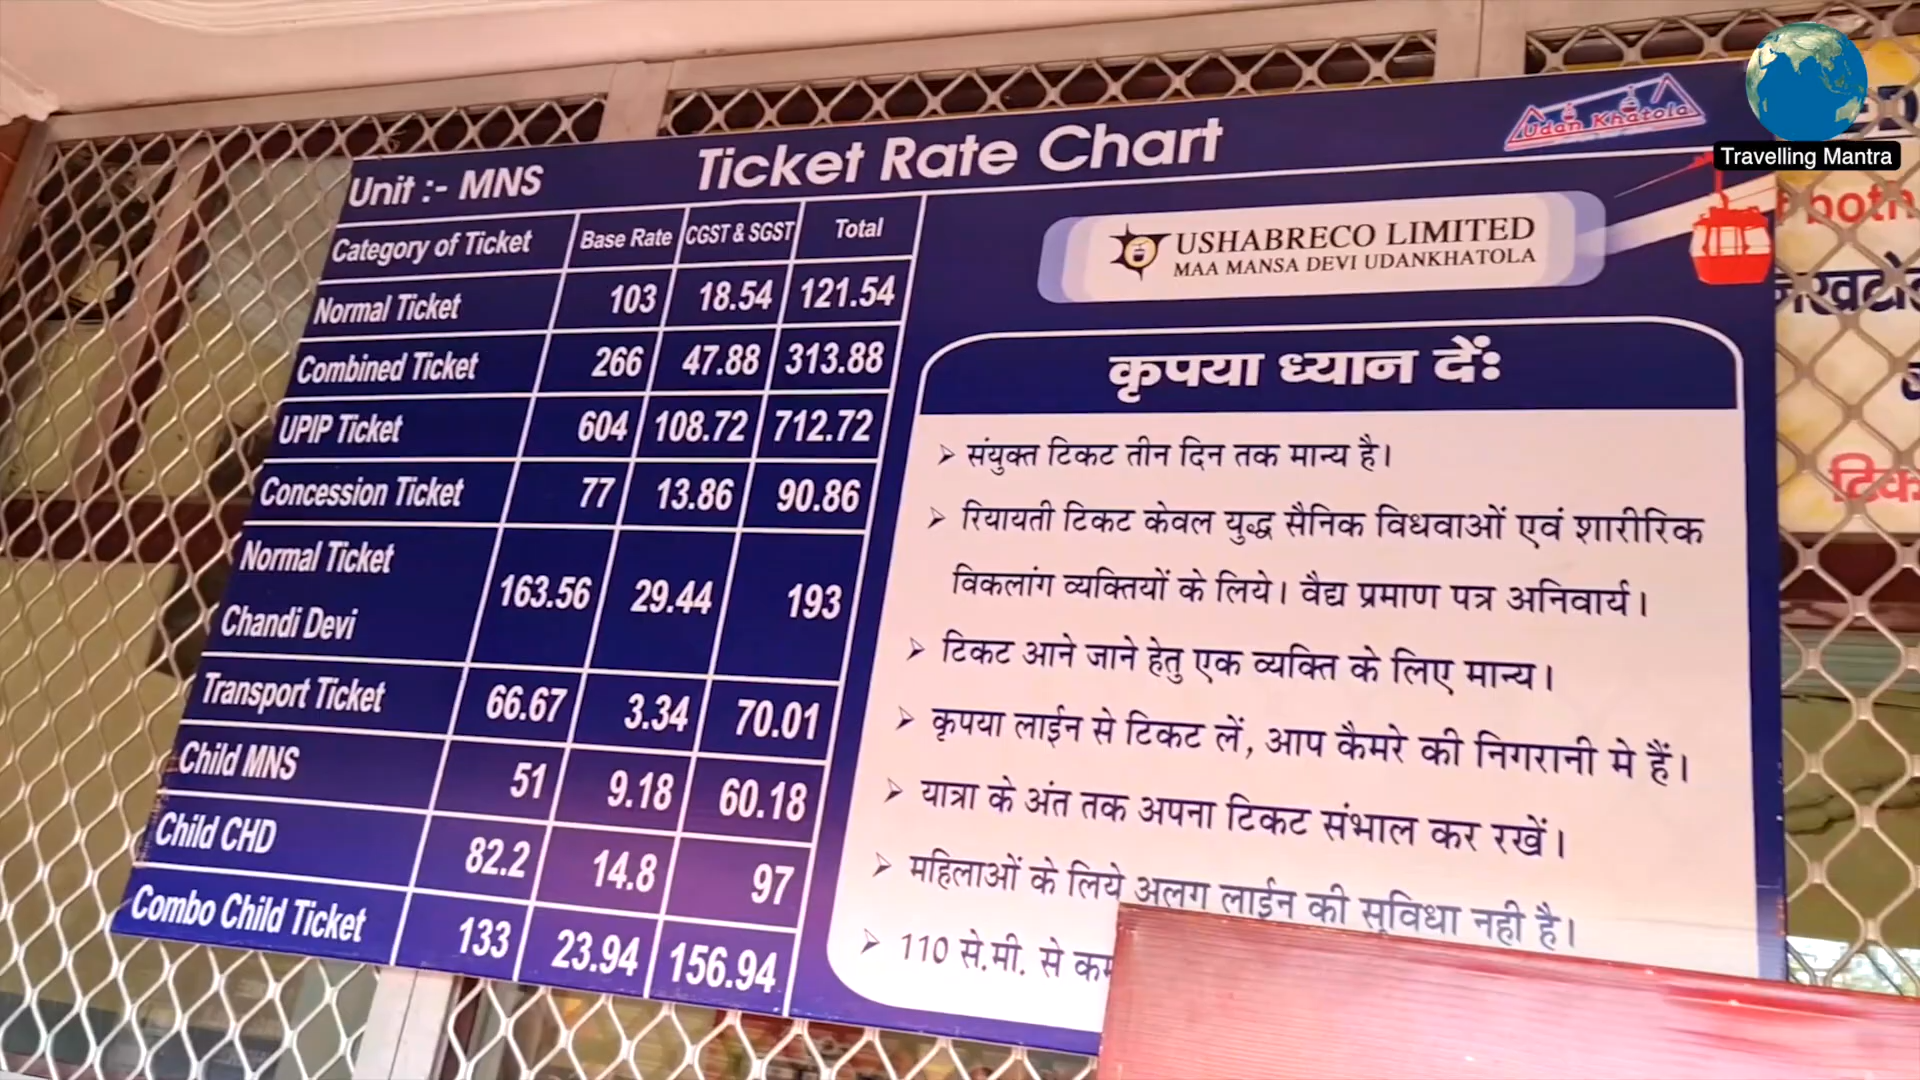 Travelling Mantra
Udan Khatola
Unit :- MNS Ticket Rate Chart
Category of Ticket Base Rate CGST & SGST Total
Normal Ticket 103 18.54 121.54
Combined Ticket 266 47.88 313.88
UPIP Ticket 604 108.72 712.72
Concession Ticket 77 13.86 90.86
Normal Ticket
Chandi Devi 163.56 29.44 193
Transport Ticket 66.67 3.34 70.01
Child MNS 51 9.18 60.18
Child CHD 82.2 14.8 97
Combo Child Ticket 133 23.94 156.94
USHABRECO LIMITED
MAA MANSA DEVI UDANKHATOLA
कृपया ध्यान दें:
संयुक्त टिकट तीन दिन तक मान्य है।
रियायती टिकट केवल युद्ध सैनिक विधवाओं एवं शारीरिक
विकलांग व्यक्तियों के लिये। वैद्य प्रमाण पत्र अनिवार्य।
टिकट आने जाने हेतु एक व्यक्ति के लिए मान्य।
कृपया लाईन से टिकट लें, आप कैमरे की निगरानी मे हैं।
यात्रा के अंत तक अपना टिकट संभाल कर रखें।
महिलाओं के लिये अलग लाईन की सुविधा नही है।
110 से.मी. से